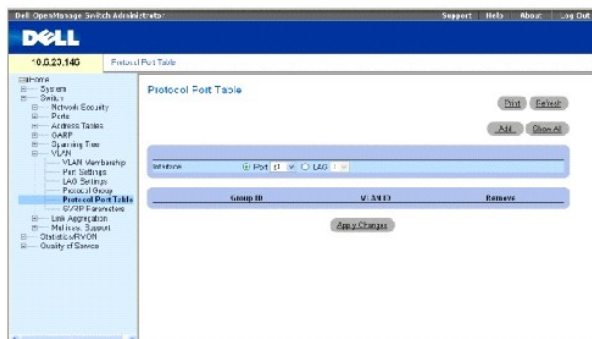 Dell OpenManage Switch Administrator
Support Help About Log Out
DELL
10.6.23.146
Protocol Port Table
Home
System
Switch
Network Security
Ports
Address Tables
GARP
Spanning Tree
VLAN
VLAN Membership
Port Settings
LAG Settings
Protocol Group
Protocol Port Table
GVRP Parameters
Link Aggregation
Multicast Support
Statistics/RMON
Quality of Service
Protocol Port Table
Print Refresh
Add Show All
Interface Port g1 LAG 1
Group ID VLAN ID Remove
Apply Changes